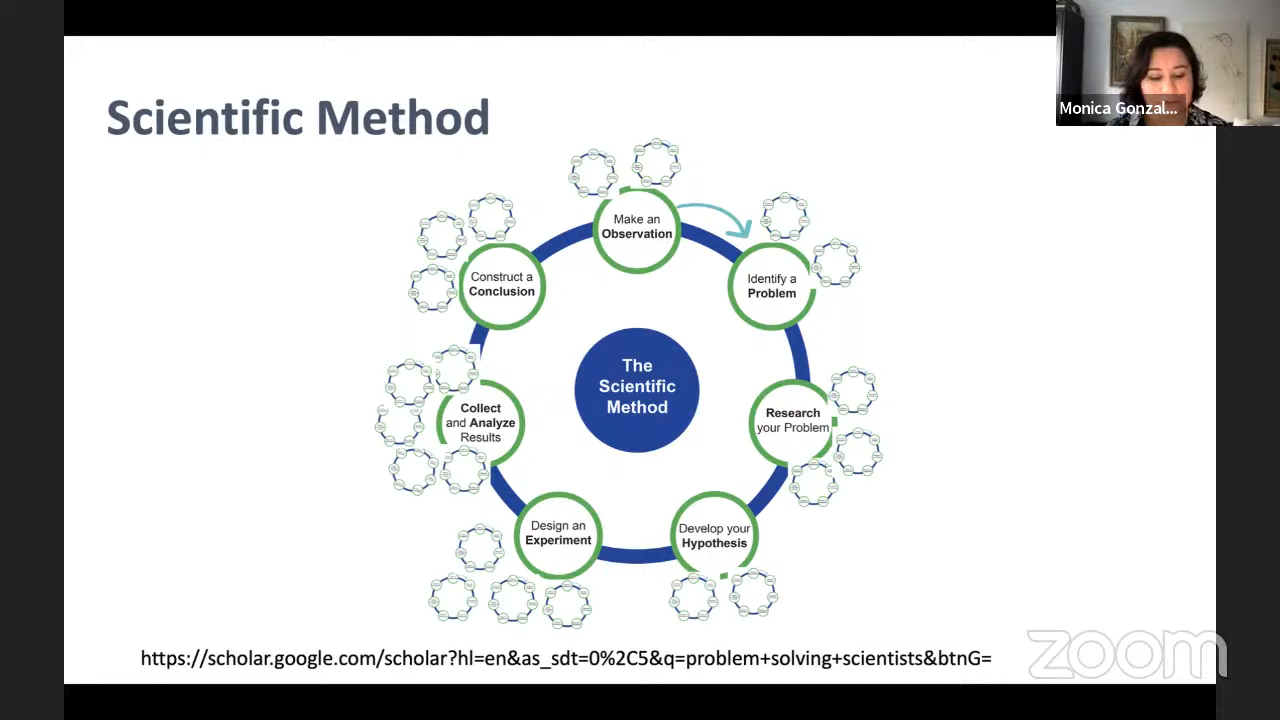 Scientific Method
Monica Gonzal...
Make an
Observation
Identify a
Problem
Research
your Problem
Develop your
Hypothesis
Design an
Experiment
Collect
and Analyze
Results
Construct a
Conclusion
The
Scientific
Method
https://scholar.google.com/scholar?hl=en&as_sdt=0%2C5&q=problem+solving+scientists&btnG=
zoom